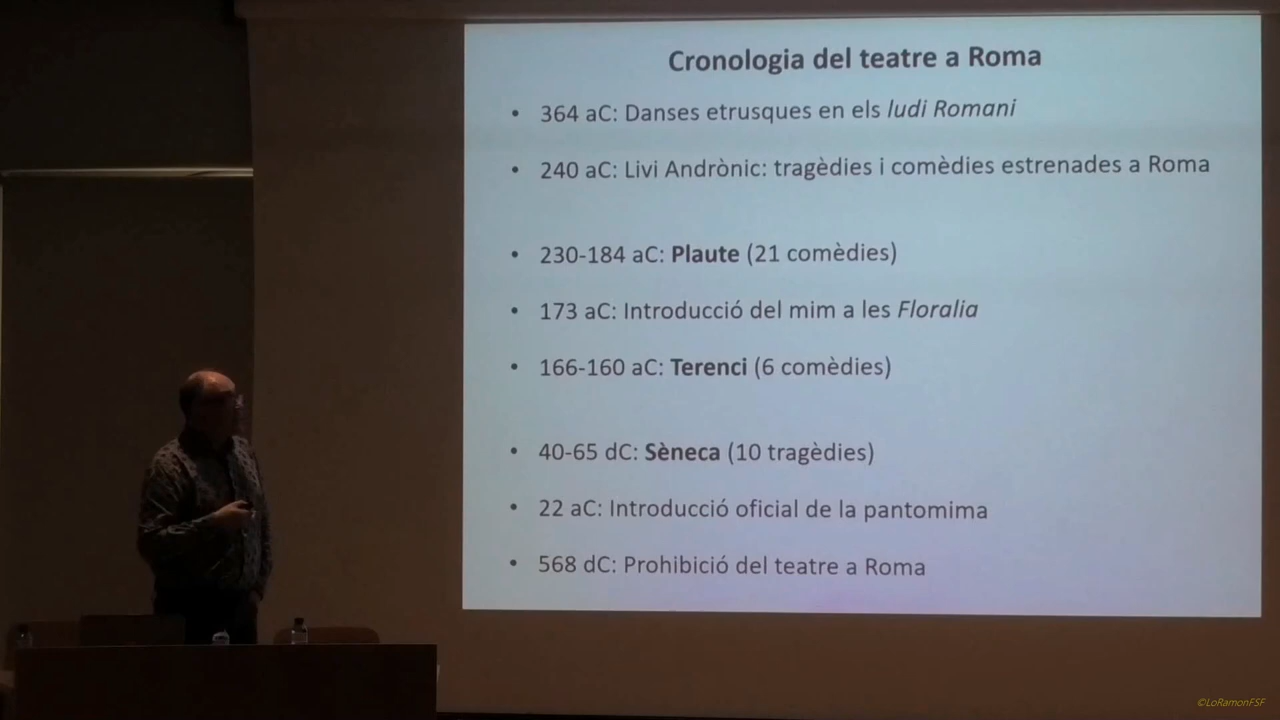 Cronologia del teatre a Roma
• 364 aC: Danses etrusques en els ludi Romani
• 240 aC: Livi Andrònic: tragèdies i comèdies estrenades a Roma
• 230-184 aC: Plaute (21 comèdies)
• 173 aC: Introducció del mim a les Floralia
• 166-160 aC: Terenci (6 comèdies)
• 40-65 dC: Sèneca (10 tragèdies)
• 22 aC: Introducció oficial de la pantomima
• 568 dC: Prohibició del teatre a Roma
©LoRamonFSF